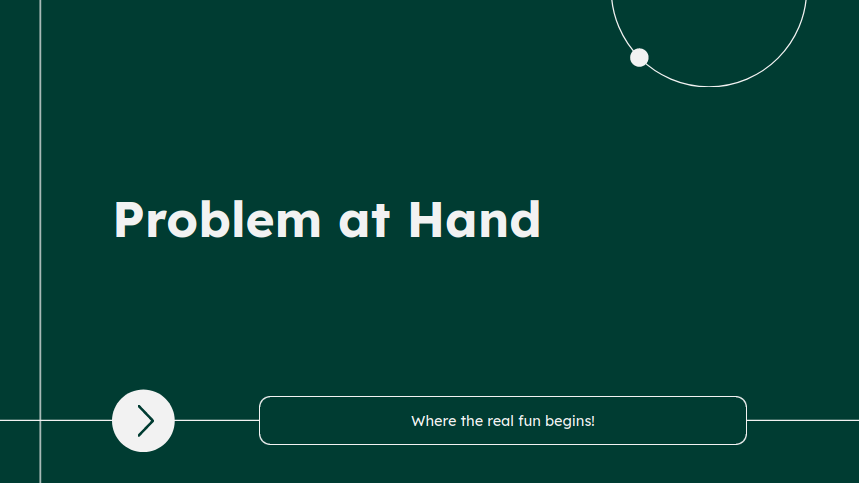 Problem at Hand
Where the real fun begins!